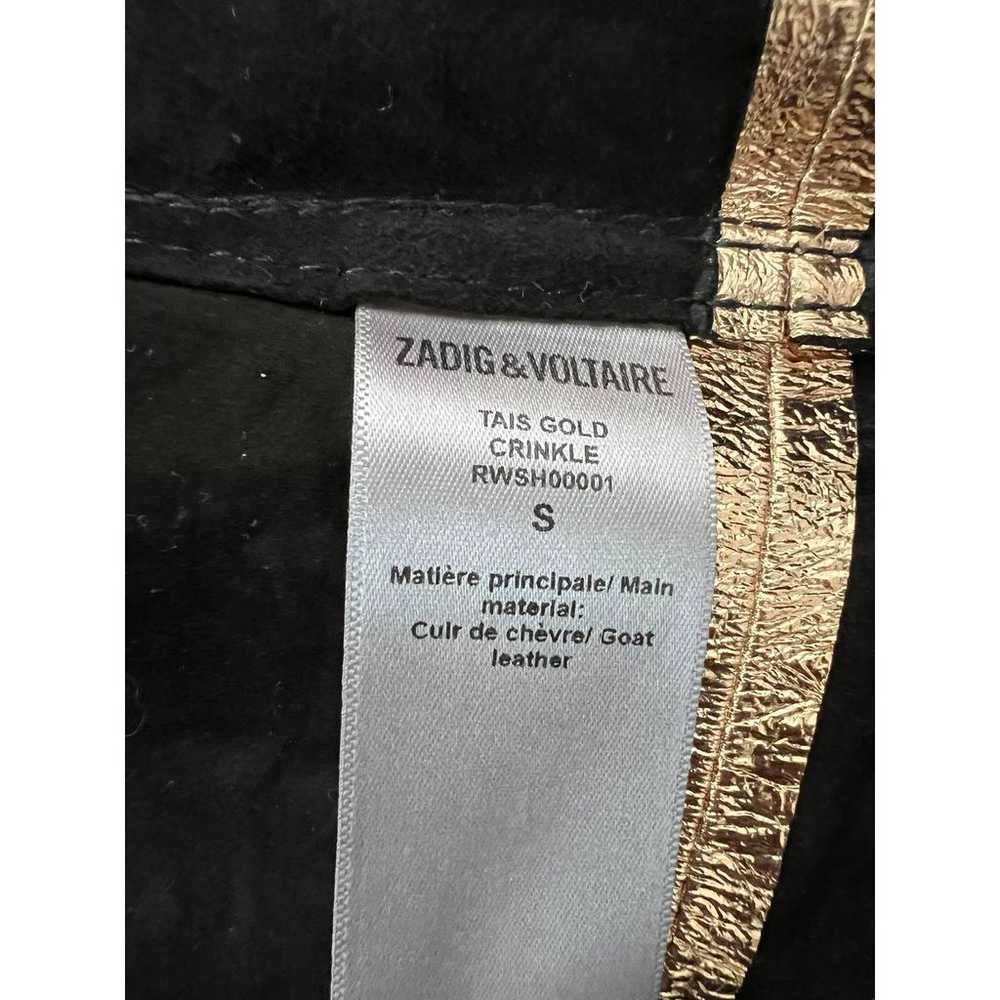 ZADIG&VOLTAIRE
TAIS GOLD
CRINKLE
RWSH00001
S
Matière principale/ Main
material:
Cuir de chèvre/ Goat
leather